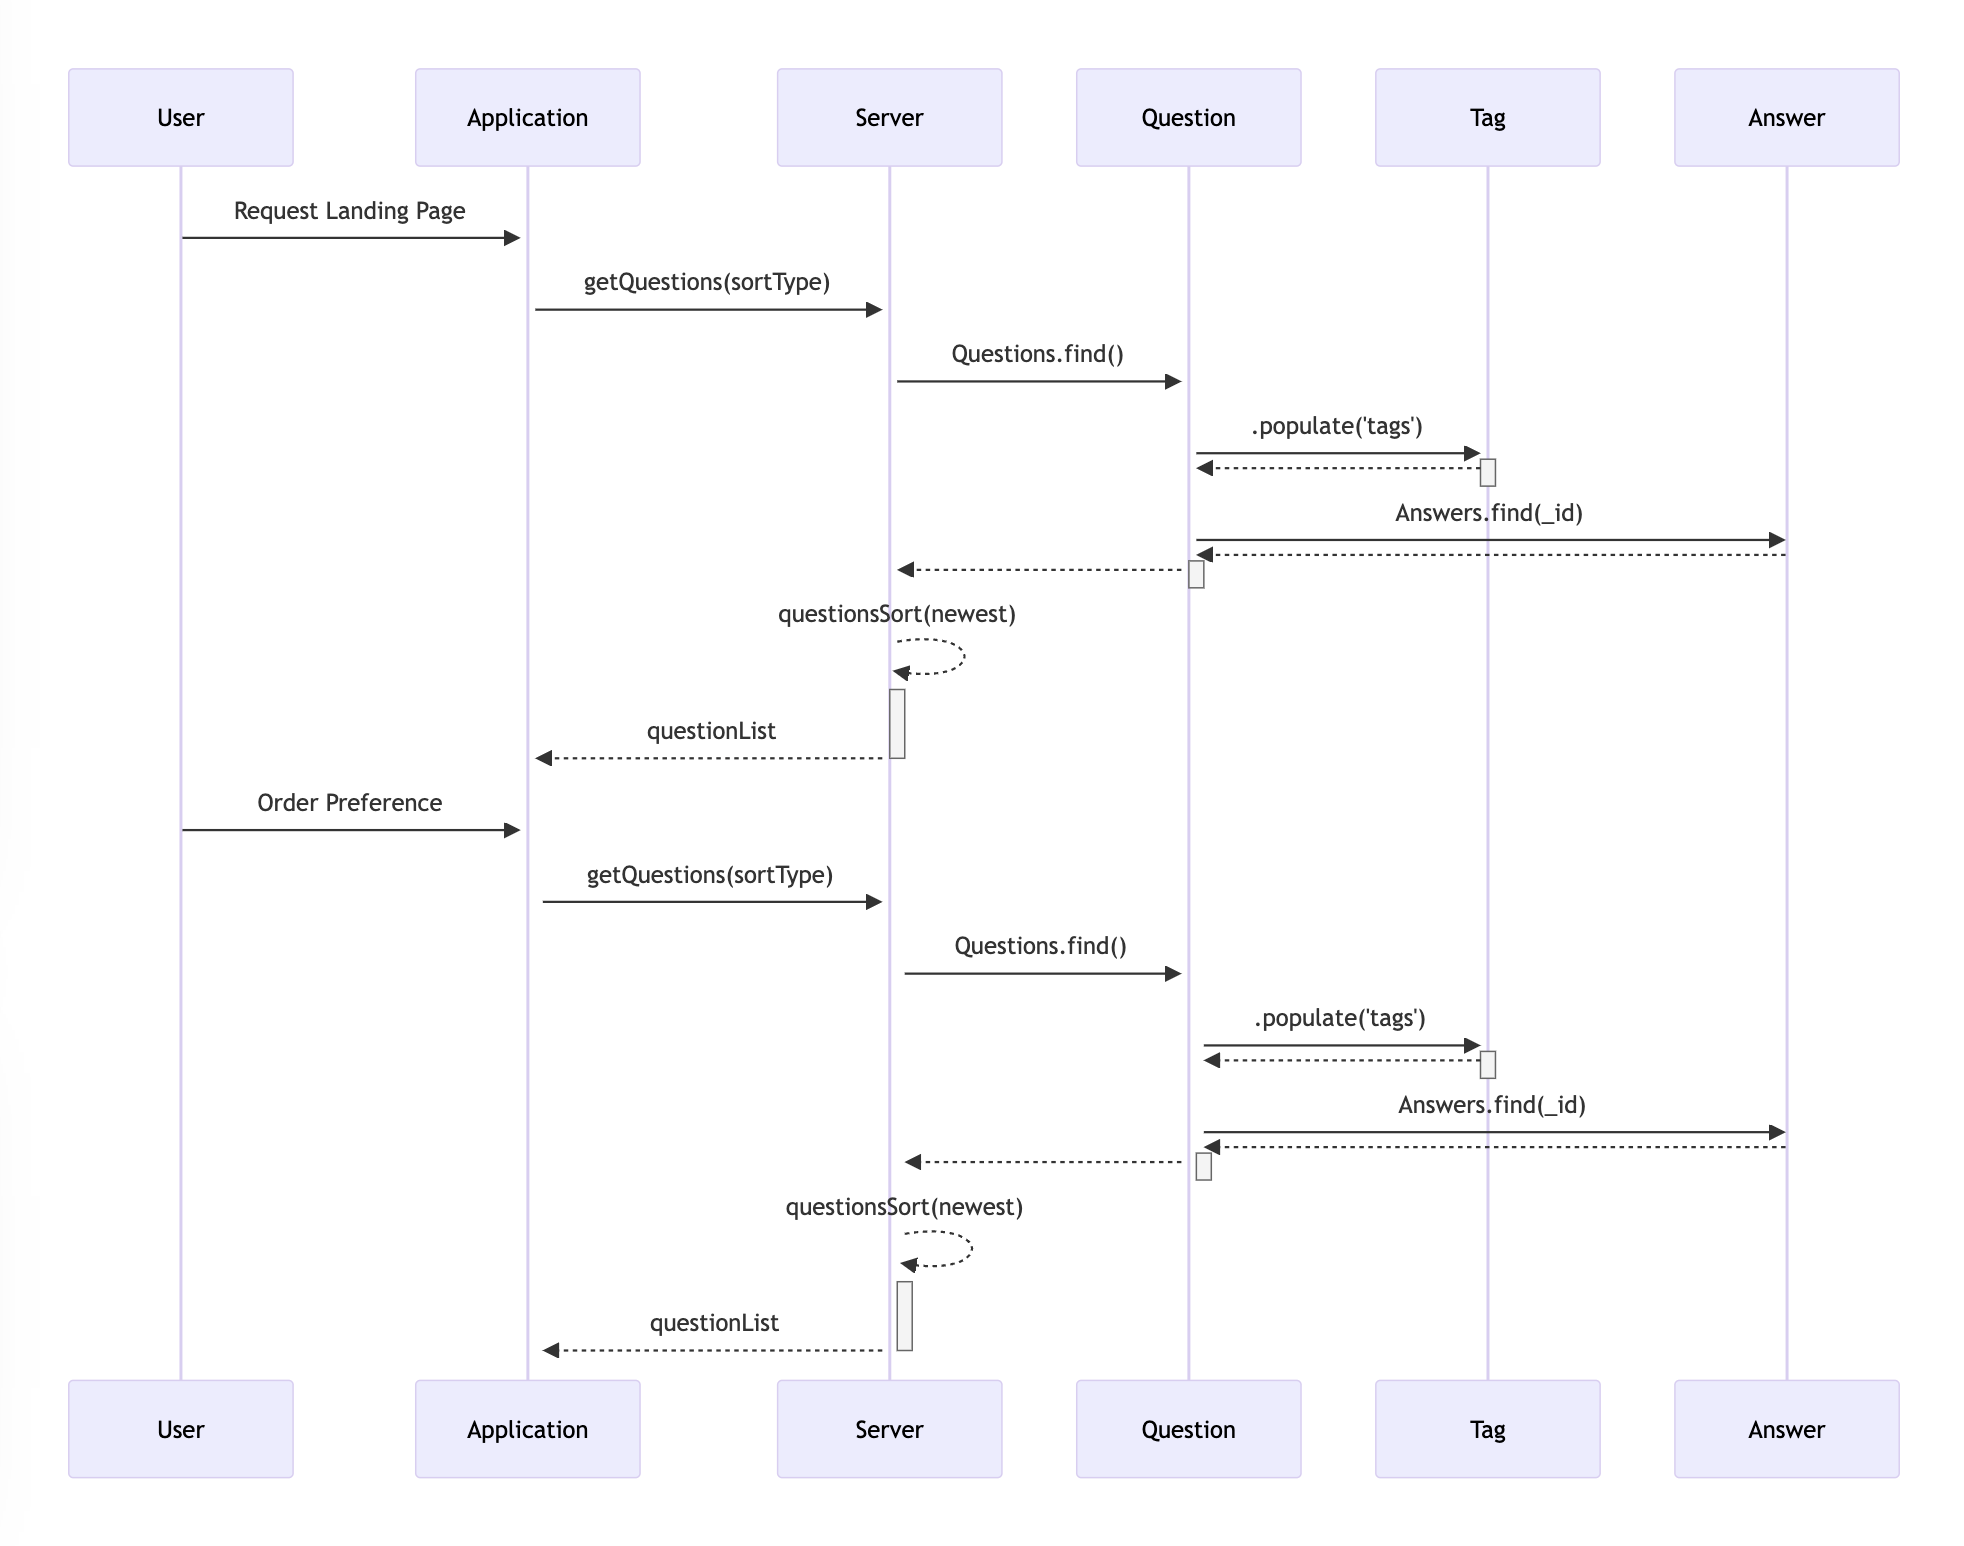 User
Application
Server
Question
Tag
Answer
Request Landing Page
getQuestions(sortType)
Questions.find()
.populate('tags')
Answers.find(_id)
questionsSort(newest)
questionList
Order Preference
getQuestions(sortType)
Questions.find()
.populate('tags')
Answers.find(_id)
questionsSort(newest)
questionList
User
Application
Server
Question
Tag
Answer